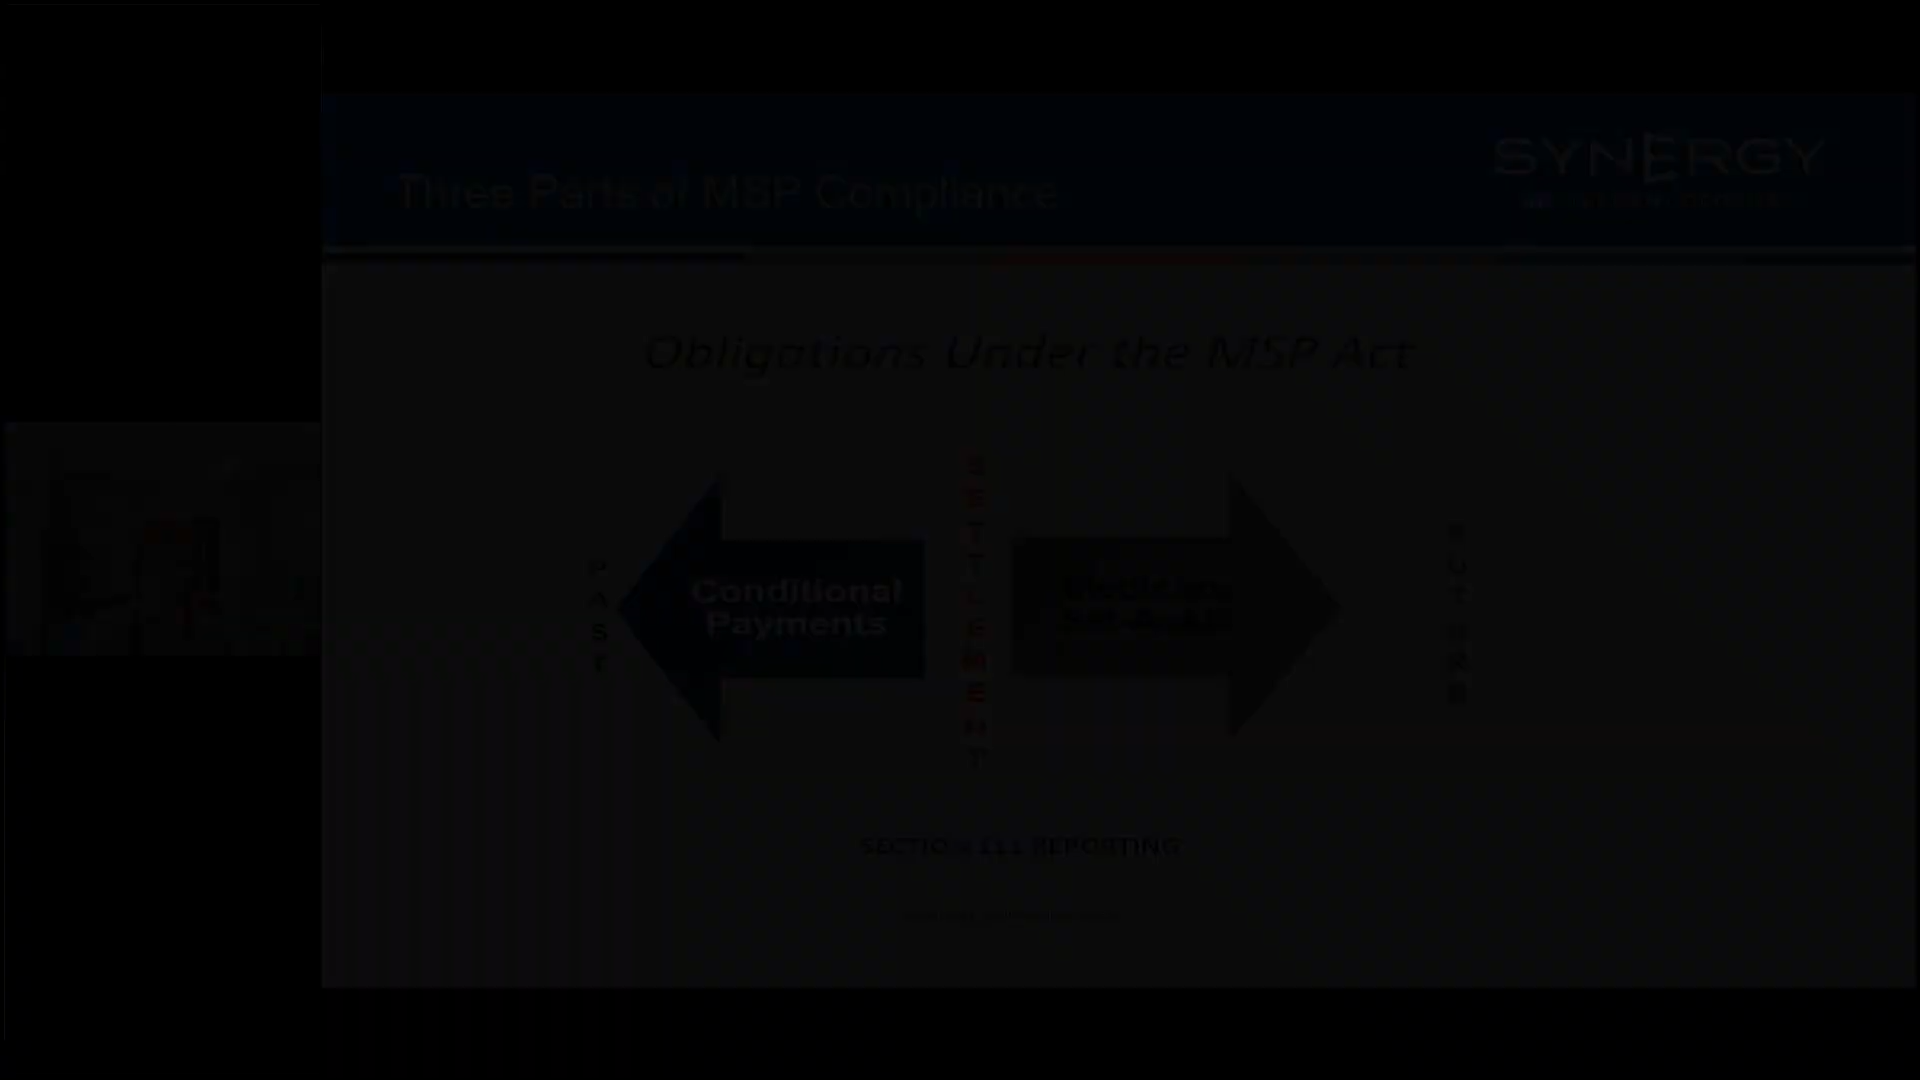 Three Parts of MSP Compliance
SYNERGY
Obligations Under the MSP Act
PAST
Conditional
Payments
SETTLEMENT
FUTURE
SECTION 111 REPORTING